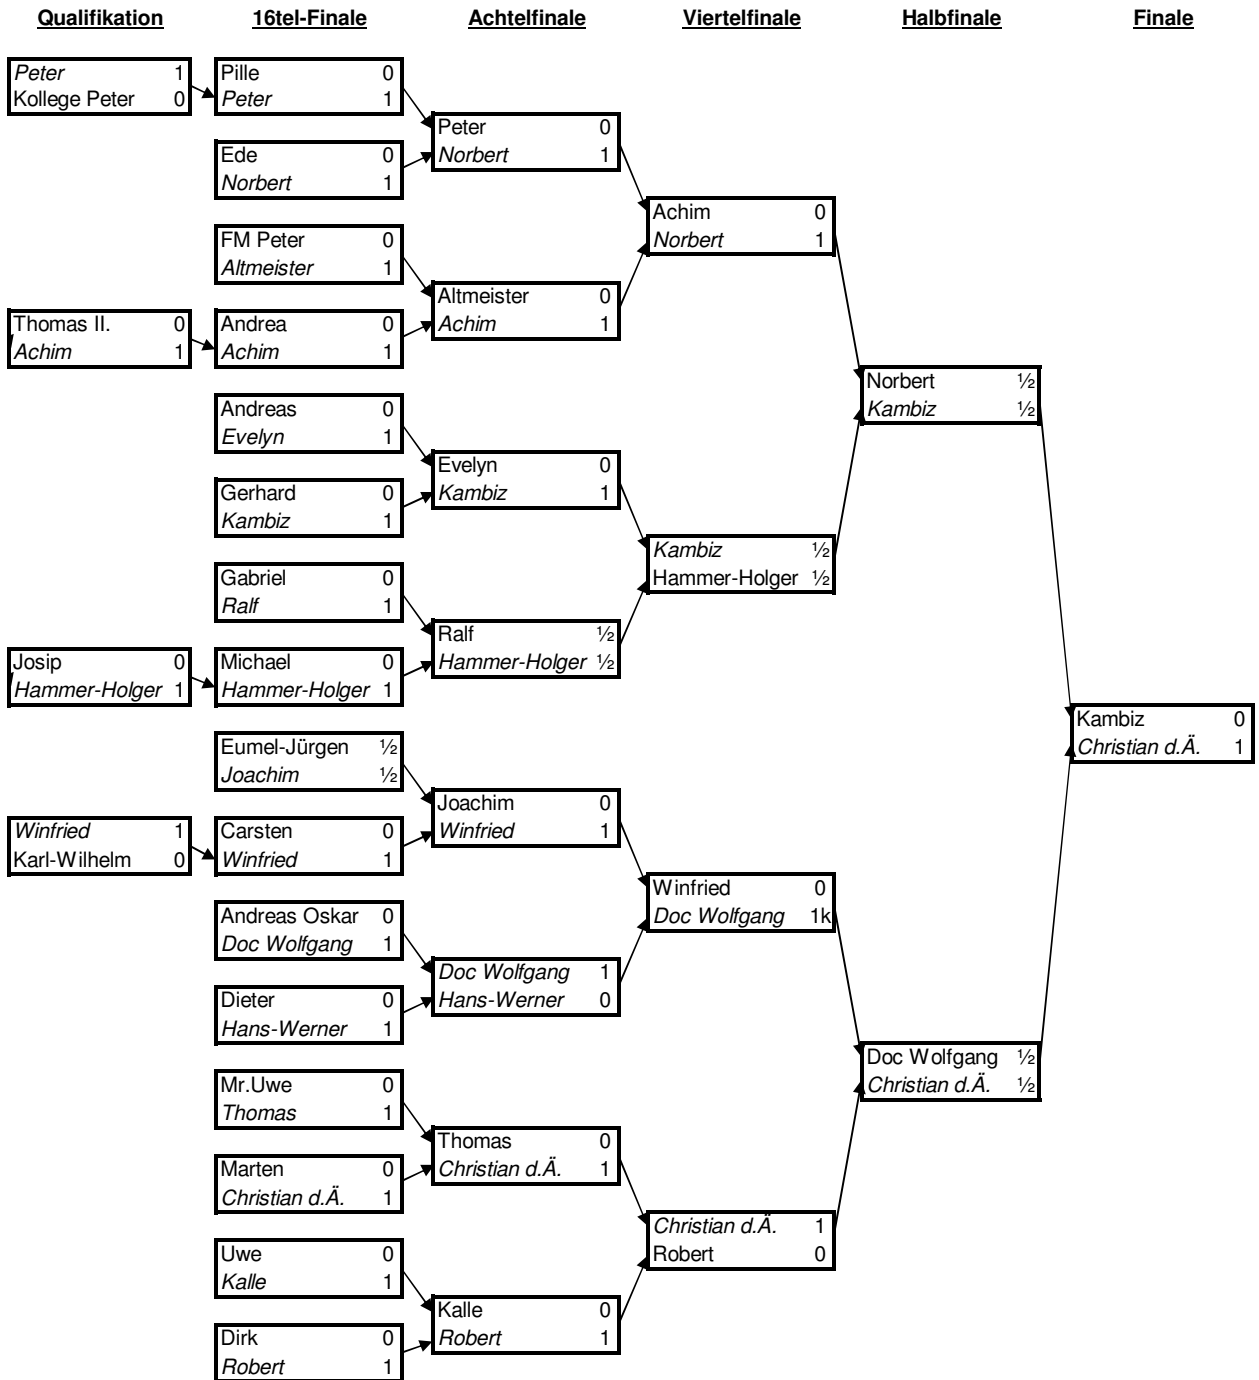 Qualifikation 16tel-Finale Achtelfinale Viertelfinale Halbfinale Finale
Peter 1
Kollege Peter 0
Thomas II. 0
Achim 1
Josip 0
Hammer-Holger 1
Winfried 1
Karl-Wilhelm 0
Pille 0
Peter 1
Ede 0
Norbert 1
FM Peter 0
Altmeister 1
Andrea 0
Achim 1
Andreas 0
Evelyn 1
Gerhard 0
Kambiz 1
Gabriel 0
Ralf 1
Michael 0
Hammer-Holger 1
Eumel-Jürgen ½
Joachim ½
Carsten 0
Winfried 1
Andreas Oskar 0
Doc Wolfgang 1
Dieter 0
Hans-Werner 1
Mr.Uwe 0
Thomas 1
Marten 0
Christian d.Ä. 1
Uwe 0
Kalle 1
Dirk 0
Robert 1
Peter 0
Norbert 1
Altmeister 0
Achim 1
Evelyn 0
Kambiz 1
Ralf ½
Hammer-Holger ½
Joachim 0
Winfried 1
Doc Wolfgang 1
Hans-Werner 0
Thomas 0
Christian d.Ä. 1
Kalle 0
Robert 1
Achim 0
Norbert 1
Kambiz ½
Hammer-Holger ½
Winfried 0
Doc Wolfgang 1k
Christian d.Ä. 1
Robert 0
Norbert ½
Kambiz ½
Doc Wolfgang ½
Christian d.Ä. ½
Kambiz 0
Christian d.Ä. 1